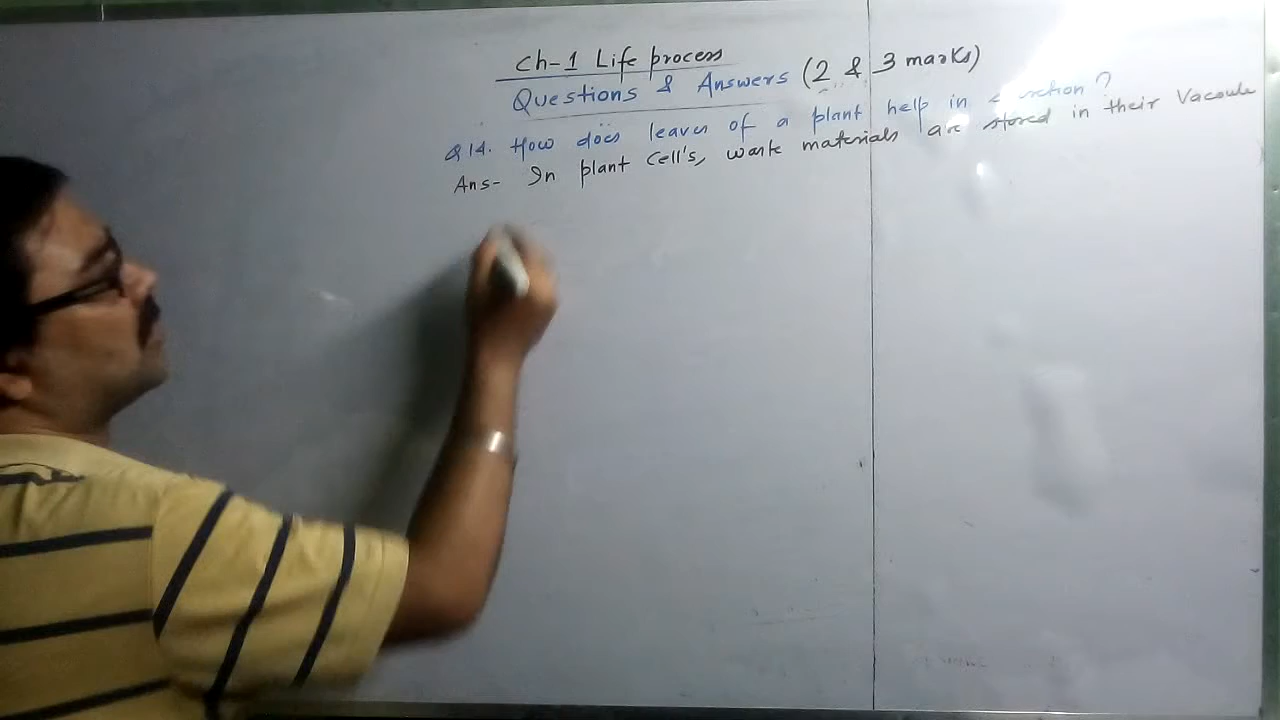 Ch-1 Life process
Questions & Answers (2 & 3 marks)
Q 14. How does leaves of a plant help in ?
Ans- In plant Cell's, waste materials are stored in their Vacoule